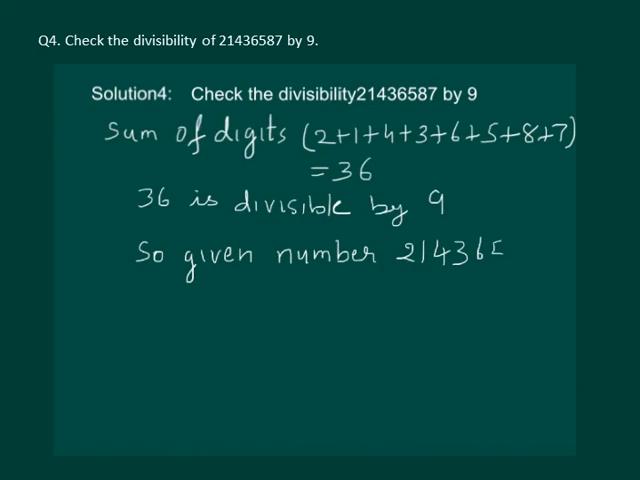 Q4. Check the divisibility of 21436587 by 9.
Solution4: Check the divisibility21436587 by 9
Sum of digits (2+1+4+3+6+5+8+7)
=36
36 is divisible by 9
So given number 21436